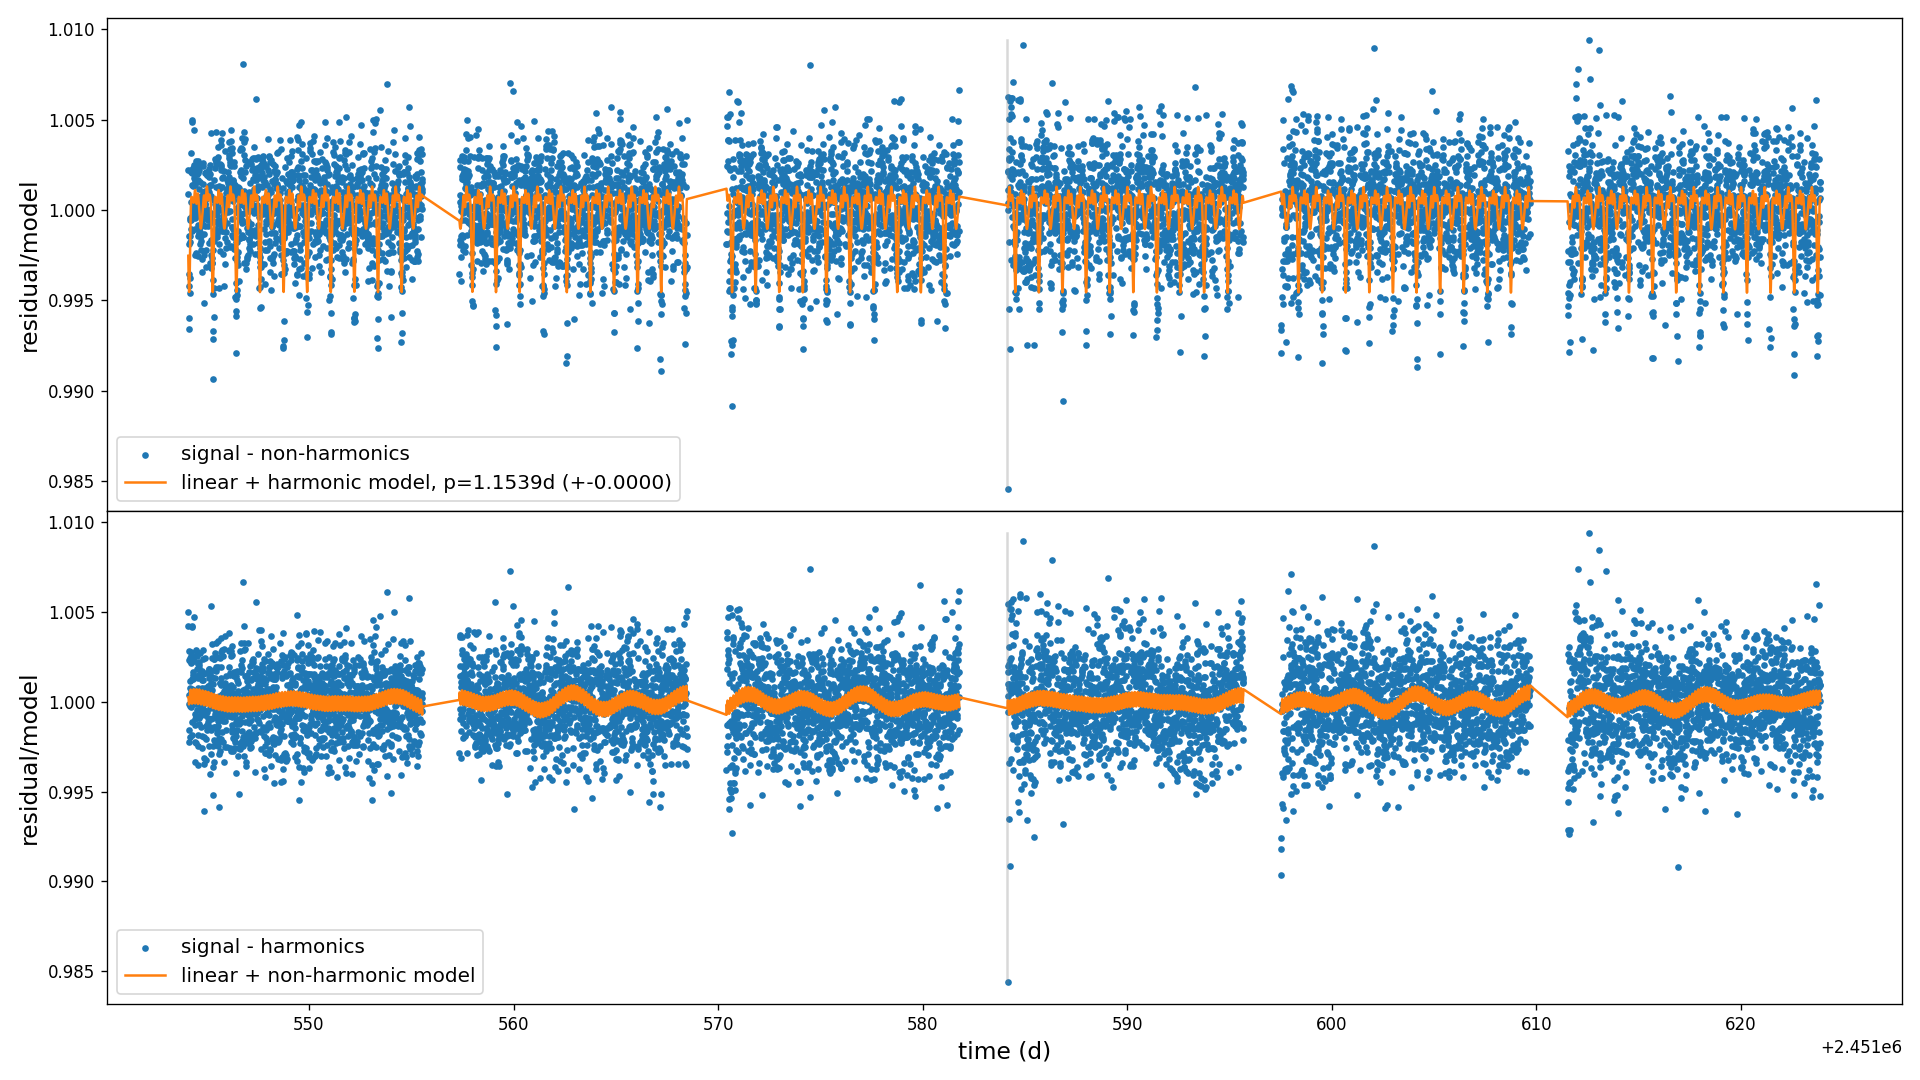 1.010
1.005
1.000
0.995
0.990
0.985
residual/model
signal - non-harmonics
linear + harmonic model, p=1.1539d (+-0.0000)
1.010
1.005
1.000
0.995
0.990
0.985
residual/model
signal - harmonics
linear + non-harmonic model
550 560 570 580 590 600 610 620
time (d)
+2.451e6